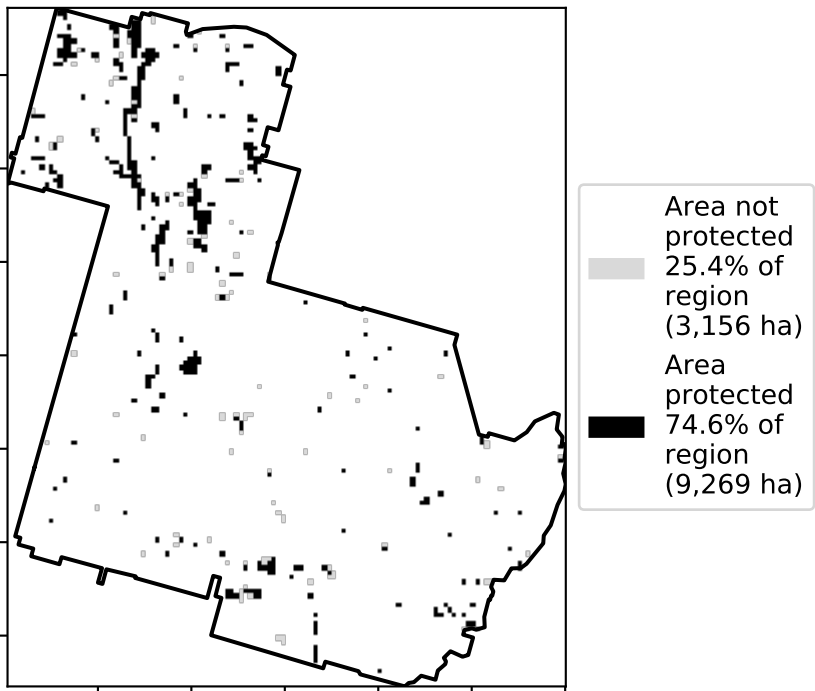 Area not
protected
25.4% of
region
(3,156 ha)
Area
protected
74.6% of
region
(9,269 ha)